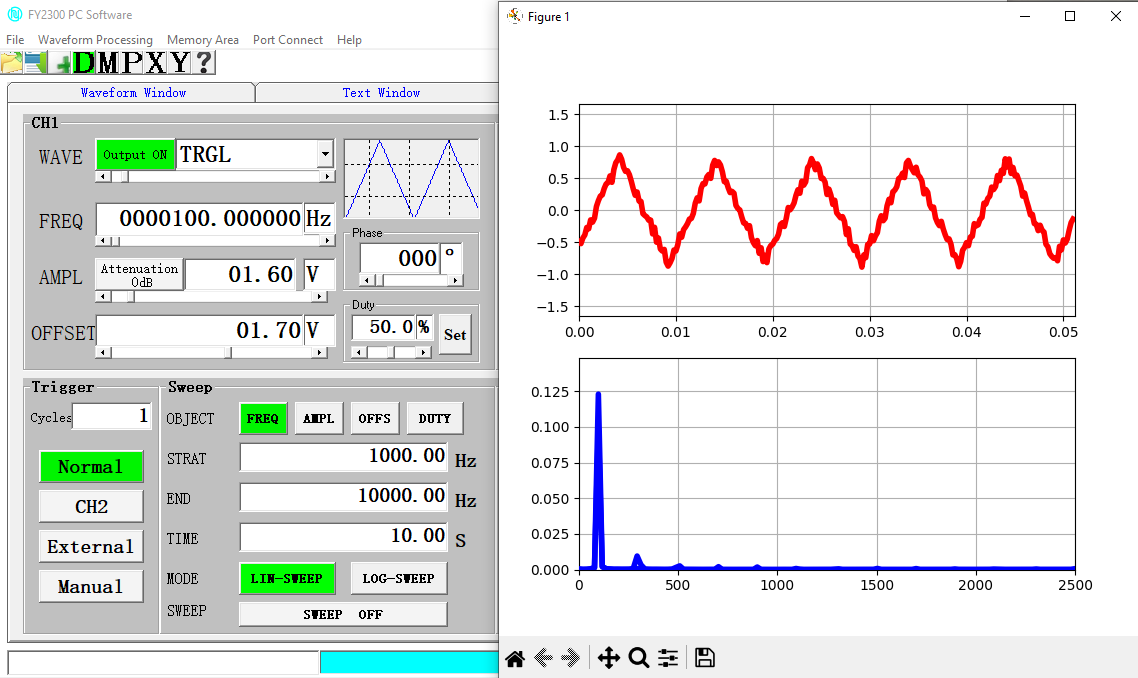 FY2300 PC Software
File Waveform Processing Memory Area Port Connect Help
D M P X Y ?
Waveform Window Text Window
CH1
WAVE Output ON TRGL
FREQ 0000100.000000 Hz
Phase
000 °
AMPL Attenuation 0dB 01.60 V
Duty
50.0 % Set
OFFSET 01.70 V
Trigger
Cycles 1
Normal
CH2
External
Manual
Sweep
OBJECT FREQ AMPL OFFS DUTY
STRAT 1000.00 Hz
END 10000.00 Hz
TIME 10.00 S
MODE LIN-SWEEP LOG-SWEEP
SWEEP SWEEP OFF
Figure 1
1.5
1.0
0.5
0.0
−0.5
−1.0
−1.5
0.00 0.01 0.02 0.03 0.04 0.05
0.125
0.100
0.075
0.050
0.025
0.000
0 500 1000 1500 2000 2500